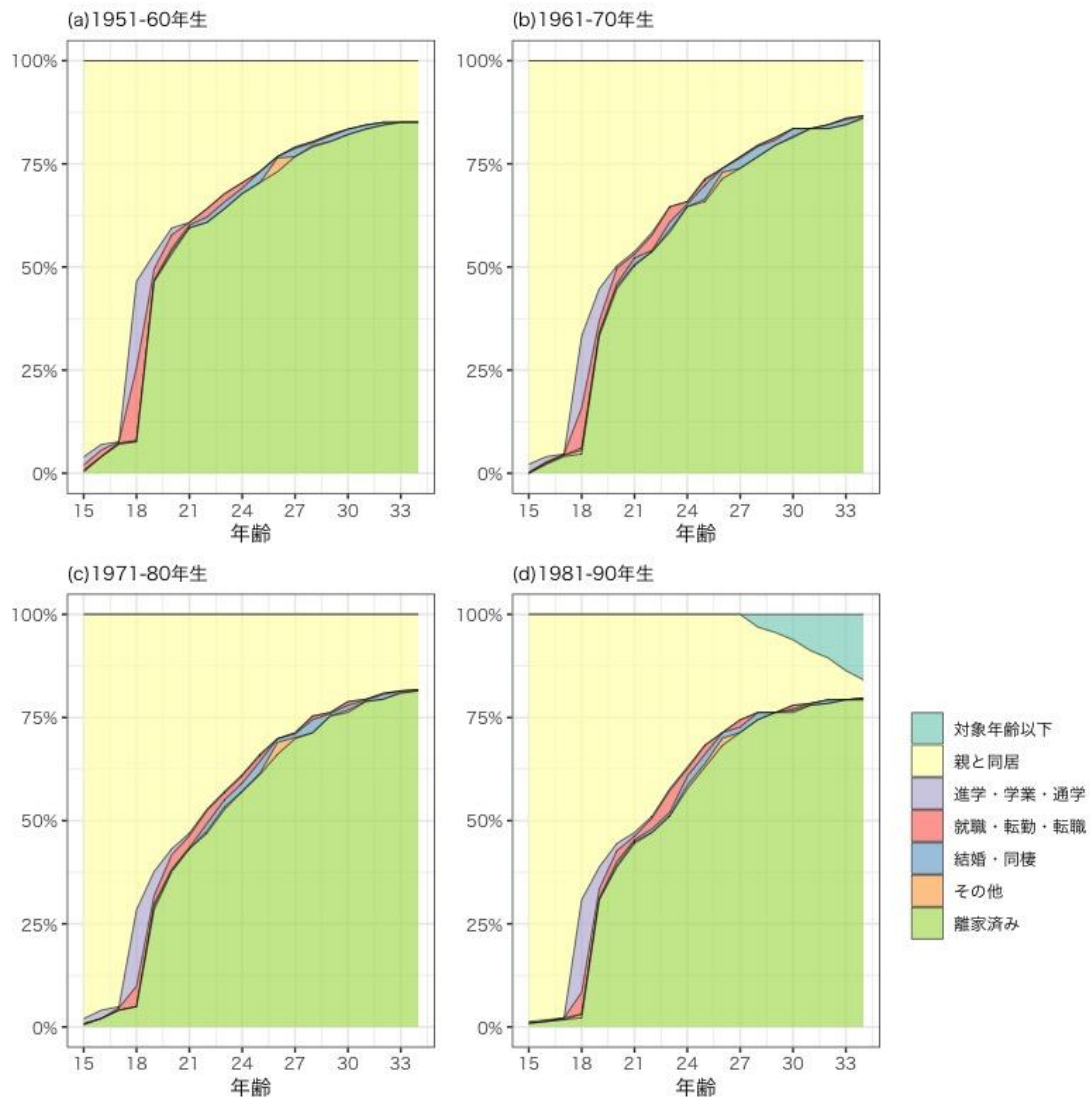 (a)1951-60年生
100%
75%
50%
25%
0%
15 18 21 24 27 30 33
年齢
(b)1961-70年生
100%
75%
50%
25%
0%
15 18 21 24 27 30 33
年齢
(c)1971-80年生
100%
75%
50%
25%
0%
15 18 21 24 27 30 33
年齢
(d)1981-90年生
100%
75%
50%
25%
0%
15 18 21 24 27 30 33
年齢
対象年齢以下
親と同居
進学・学業・通学
就職・転勤・転職
結婚・同棲
その他
離家済み